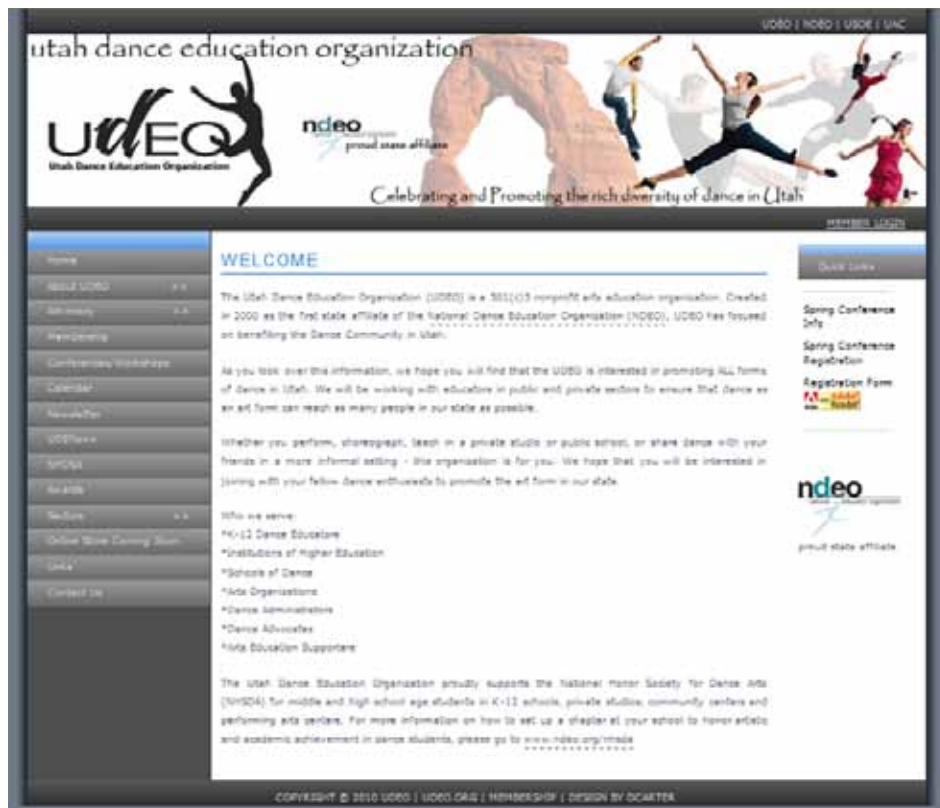 UDEO | NDEO | USOE | UAC
utah dance education organization
UdEO
Utah Dance Education Organization
ndeo
proud state affiliate
Celebrating and Promoting the rich diversity of dance in Utah
MEMBER LOGIN
Home
About UDEO >>
Advocacy >>
Membership
Conferences/Workshops
Calendar
Newsletter
NHSDA
Awards
Sectors >>
Online Store Coming Soon
Links
Contact Us
WELCOME
The Utah Dance Education Organization (UDEO) is a 501(c)3 nonprofit arts education organization. Created
in 2000 as the first state affiliate of the National Dance Education Organization (NDEO), UDEO has focused
on benefiting the Dance Community in Utah.
As you look over this information, we hope you will find that the UDEO is interested in promoting ALL forms
of dance in Utah. We will be working with educators in public and private sectors to ensure that dance as
an art form can reach as many people in our state as possible.
Whether you perform, choreograph, teach in a private studio or public school, or share dance with your
friends in a more informal setting - this organization is for you. We hope that you will be interested in
joining with your fellow dance enthusiasts to promote the art form in our state.
Who we serve:
*K-12 Dance Educators
*Institutions of Higher Education
*Schools of Dance
*Arts Organizations
*Dance Administrators
*Dance Advocates
*Arts Education Supporters
The Utah Dance Education Organization proudly supports the National Honor Society for Dance Arts
(NHSDA) for middle and high school age students in K-12 schools, private studios, community centers and
performing arts centers. For more information on how to set up a chapter at your school to honor artistic
and academic achievement in dance students, please go to www.ndeo.org/nhsda
Quick Links
Spring Conference
Info
Spring Conference
Registration
Registration Form
Get Adobe Reader
ndeo
proud state affiliate
COPYRIGHT © 2010 UDEO | UDEO.ORG | MEMBERSHIP | DESIGN BY DCARTER